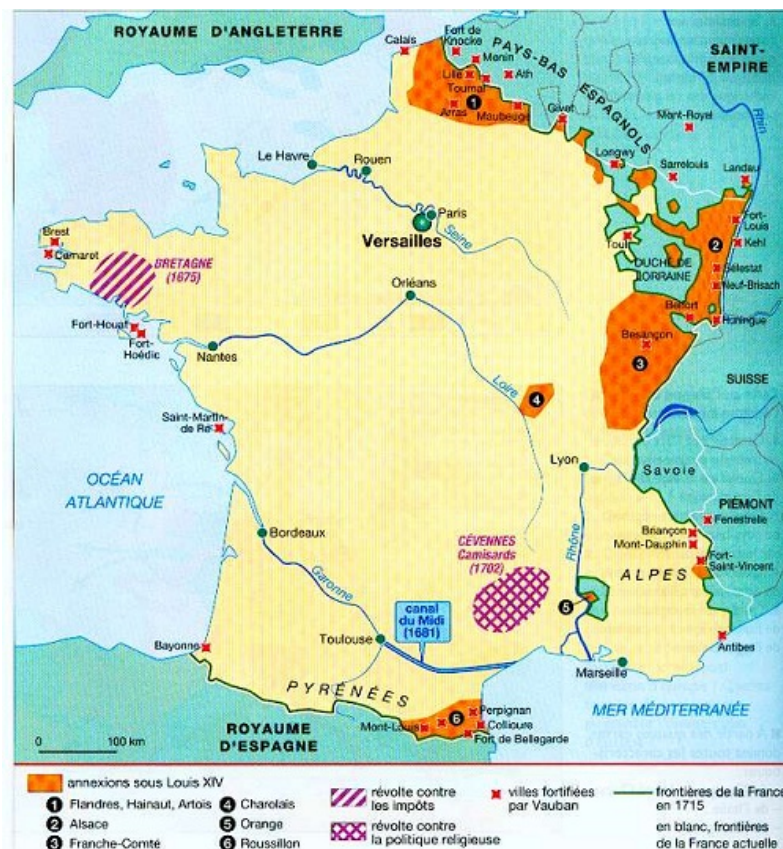 ROYAUME D'ANGLETERRE
Calais
Fort de
Knocke
Menin
PAYS-BAS ESPAGNOLS
SAINT-
EMPIRE
Lille
Ath
Tournai
1
Arras
Maubeuge
Givet
Mont-Royal
Rhin
Longwy
Sarrelouis
Landau
Le Havre
Rouen
Paris
Seine
Versailles
Toul
DUCHÉ DE
LORRAINE
Fort-
Louis
2
Kehl
Sélestat
Neuf-Brisach
Brest
Camaret
BRETAGNE
(1675)
Orléans
Belfort
Huningue
Fort-Houat
Fort-
Hoëdic
Nantes
Besançon
3
Loire
4
SUISSE
Saint-Martin-
de Ré
OCÉAN
ATLANTIQUE
Lyon
Savoie
PIÉMONT
Fenestrelle
Briançon
Mont-Dauphin
Fort-
Saint-Vincent
Bordeaux
CÉVENNES
Camisards
(1702)
Rhône
ALPES
Garonne
5
canal
du Midi
(1681)
Toulouse
Bayonne
Antibes
Marseille
PYRÉNÉES
MER MÉDITERRANÉE
Perpignan
6
Mont-Louis
Collioure
Fort de Bellegarde
ROYAUME
D'ESPAGNE
0 100 km
annexions sous Louis XIV
1 Flandres, Hainaut, Artois
2 Alsace
3 Franche-Comté
4 Charolais
5 Orange
6 Roussillon
révolte contre
les impôts
révolte contre
la politique religieuse
villes fortifiées
par Vauban
frontières de la France
en 1715
en blanc, frontières
de la France actuelle